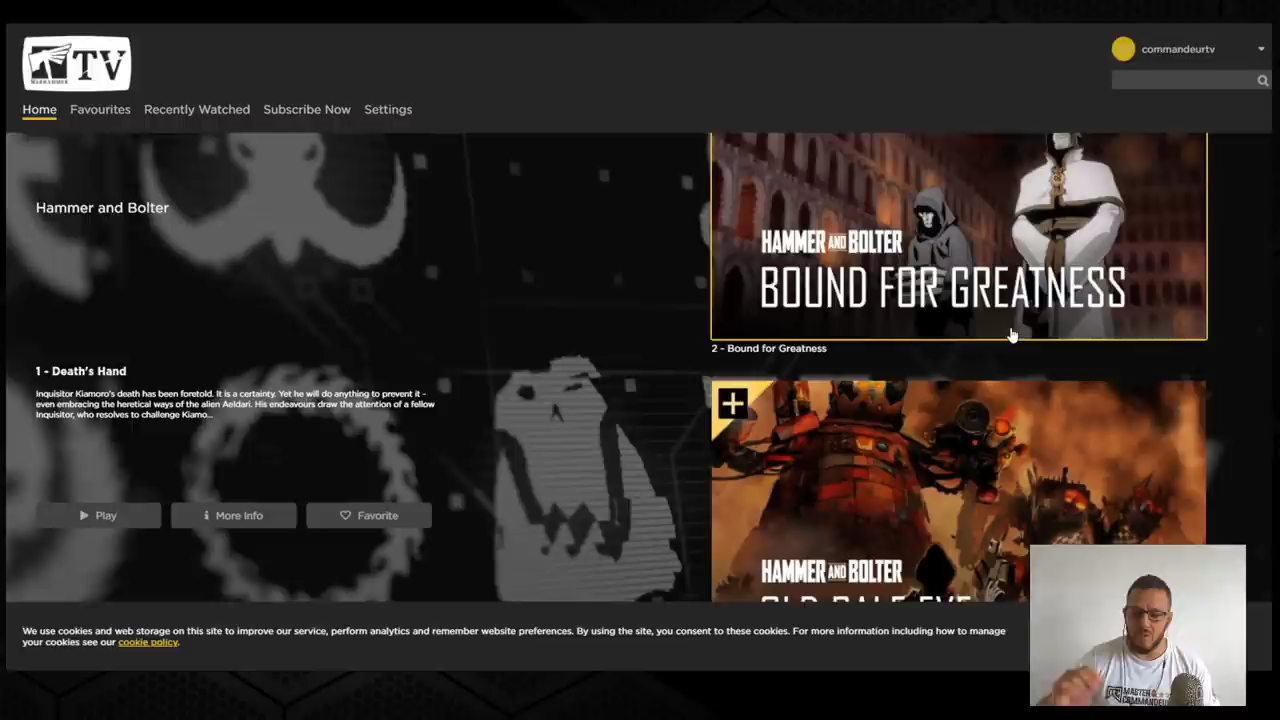 WARHAMMER TV
commandeurtv
Home Favourites Recently Watched Subscribe Now Settings
Hammer and Bolter
HAMMER AND BOLTER
BOUND FOR GREATNESS
2 - Bound for Greatness
1 - Death's Hand
Inquisitor Kiamoro's death has been foretold. It is a certainty. Yet he will do anything to prevent it -
even embracing the heretical ways of the alien Aeldari. His endeavours draw the attention of a fellow
Inquisitor, who resolves to challenge Kiamo...
Play More Info Favorite
HAMMER AND BOLTER
We use cookies and web storage on this site to improve our service, perform analytics and remember website preferences. By using the site, you consent to these cookies. For more information including how to manage
your cookies see our cookie policy.
MASTER
COMMANDEUR